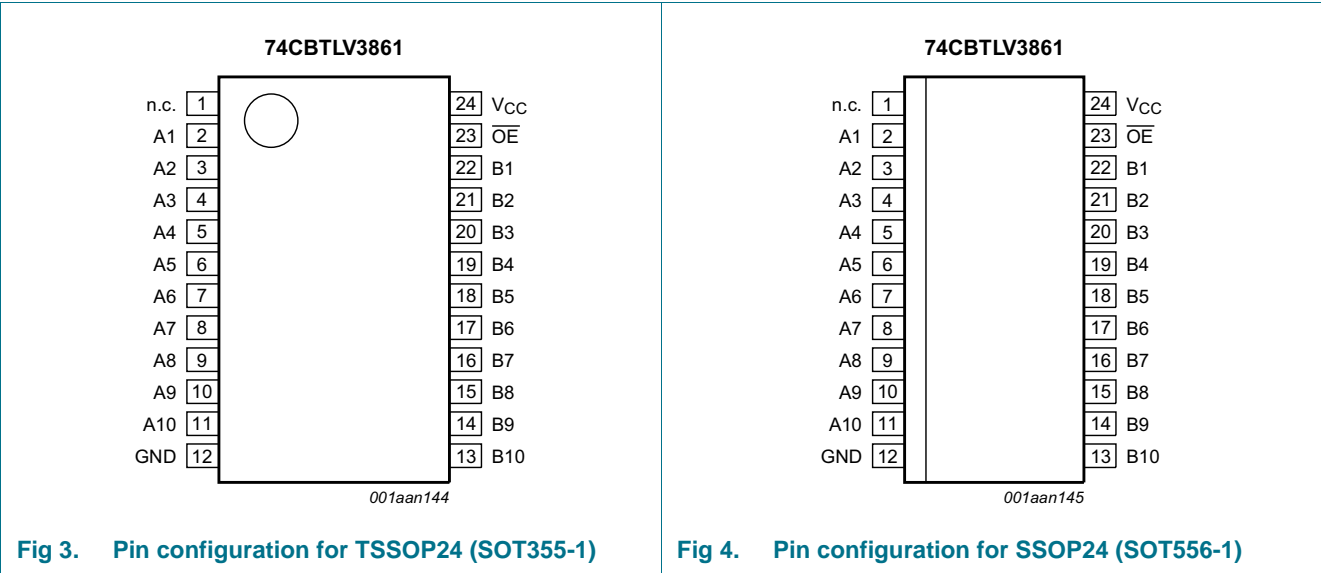 74CBTLV3861
n.c. 1 24 VCC
A1 2 23 OE
A2 3 22 B1
A3 4 21 B2
A4 5 20 B3
A5 6 19 B4
A6 7 18 B5
A7 8 17 B6
A8 9 16 B7
A9 10 15 B8
A10 11 14 B9
GND 12 13 B10
001aan144
Fig 3. Pin configuration for TSSOP24 (SOT355-1)
74CBTLV3861
n.c. 1 24 VCC
A1 2 23 OE
A2 3 22 B1
A3 4 21 B2
A4 5 20 B3
A5 6 19 B4
A6 7 18 B5
A7 8 17 B6
A8 9 16 B7
A9 10 15 B8
A10 11 14 B9
GND 12 13 B10
001aan145
Fig 4. Pin configuration for SSOP24 (SOT556-1)